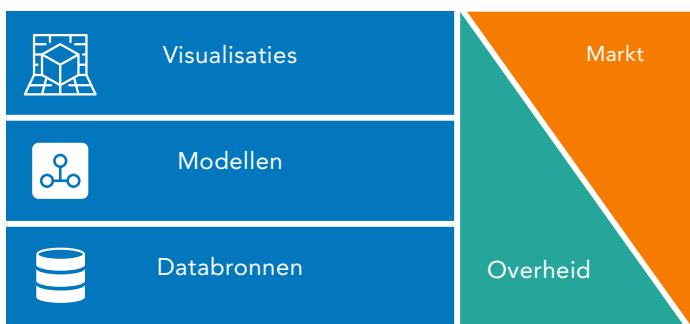 Visualisaties
Markt
Modellen
Databronnen
Overheid